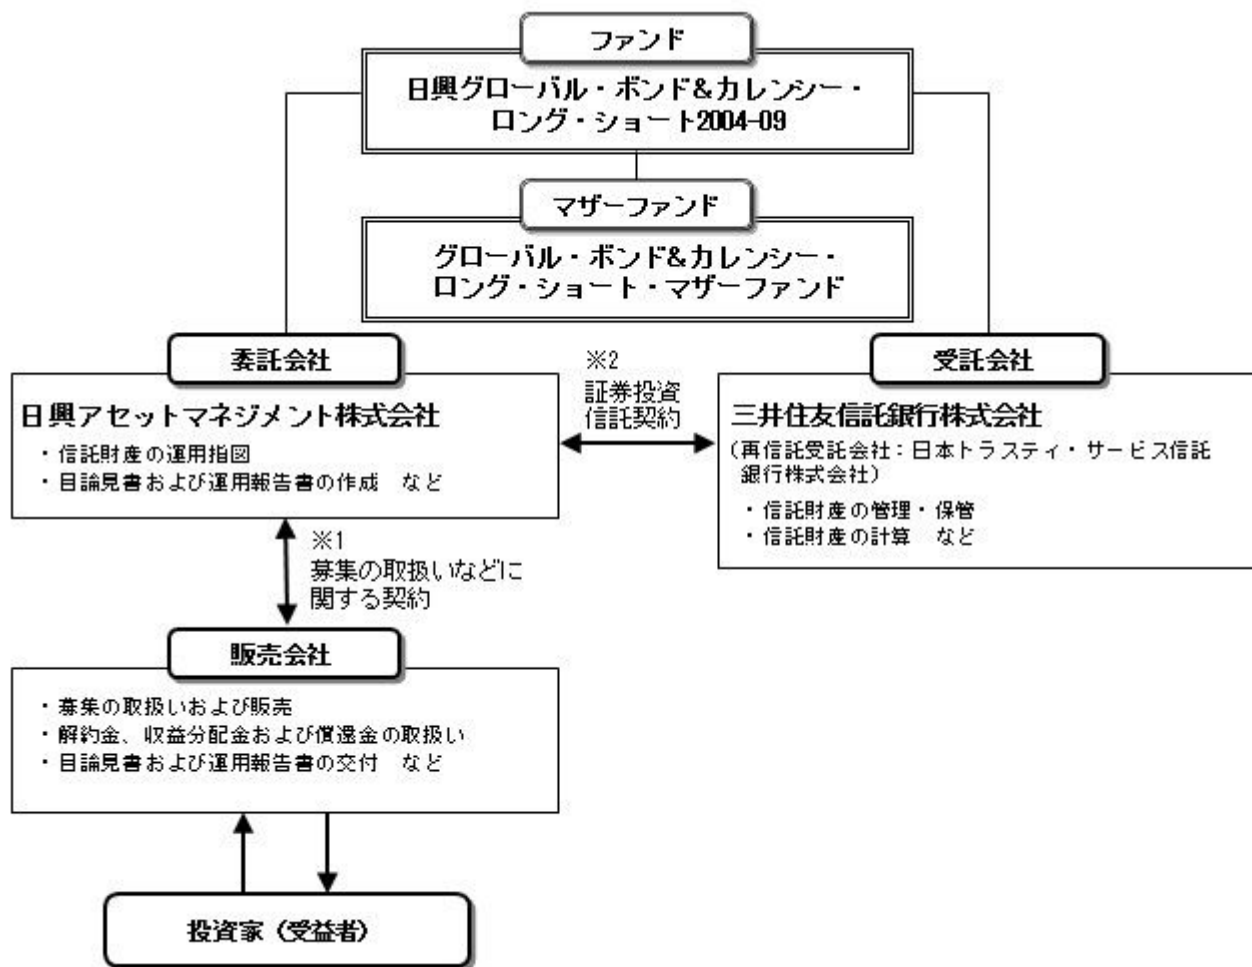 ファンド
日興グローバル・ボンド&カレンシー・
ロング・ショート2004-09
マザーファンド
グローバル・ボンド&カレンシー・
ロング・ショート・マザーファンド
委託会社
日興アセットマネジメント株式会社
・信託財産の運用指図
・目論見書および運用報告書の作成　など
※2
証券投資
信託契約
受託会社
三井住友信託銀行株式会社
(再信託受託会社:日本トラスティ・サービス信託
銀行株式会社)
・信託財産の管理・保管
・信託財産の計算　など
※1
募集の取扱いなどに
関する契約
販売会社
・募集の取扱いおよび販売
・解約金、収益分配金および償還金の取扱い
・目論見書および運用報告書の交付　など
投資家(受益者)